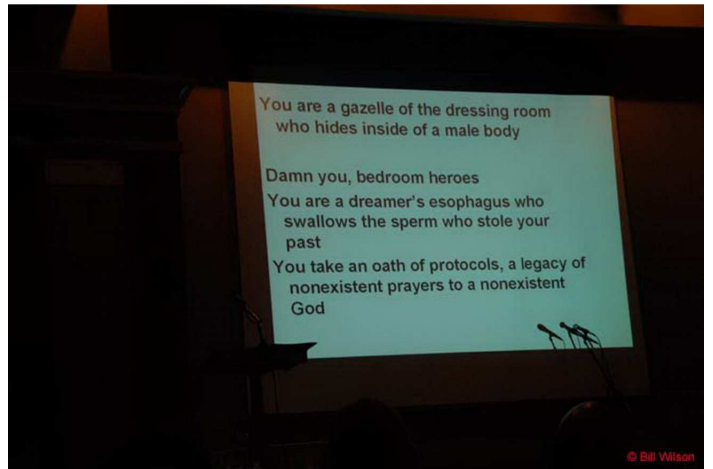 You are a gazelle of the dressing room
who hides inside of a male body
Damn you, bedroom heroes
You are a dreamer's esophagus who
swallows the sperm who stole your
past
You take an oath of protocols, a legacy of
nonexistent prayers to a nonexistent
God
© Bill Wilson